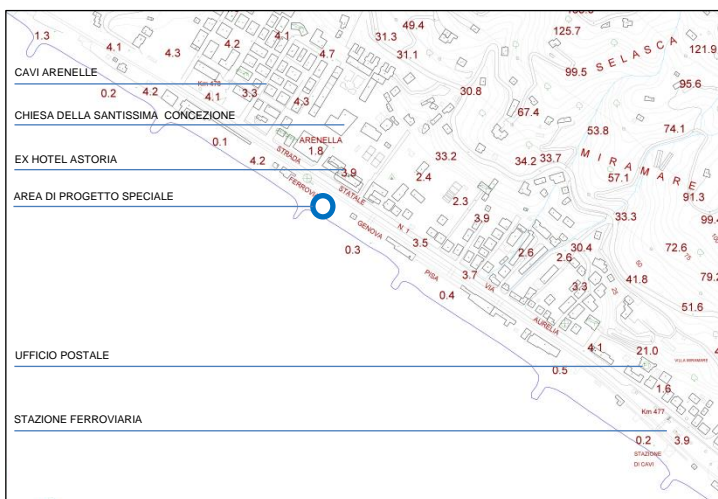 1.3
4.1
4.3
4.2
4.1
4.7
31.3
49.4
31.1
125.7
SELASCA
121.9
99.5
95.6
30.8
67.4
CAVI ARENELLE
0.2
4.2
Km 476
4.1
3.3
4.3
CHIESA DELLA SANTISSIMA CONCEZIONE
0.1
ARENELLA
1.8
53.8
74.1
EX HOTEL ASTORIA
4.2
STRADA
3.9
33.2
34.2
33.7
MIRAMARE
57.1
91.3
AREA DI PROGETTO SPECIALE
STATALE
2.4
2.3
3.9
33.3
0.3
GENOVA
N. 1
3.5
2.6
2.6
30.4
72.6
50
75
PISA
3.7
VIA
3.3
25
41.8
0.4
51.6
AURELIA
UFFICIO POSTALE
4.1
21.0
VILLA MIRAMARE
0.5
1.6
STAZIONE FERROVIARIA
Km 477
0.2
3.9
STAZIONE
DI CAVI